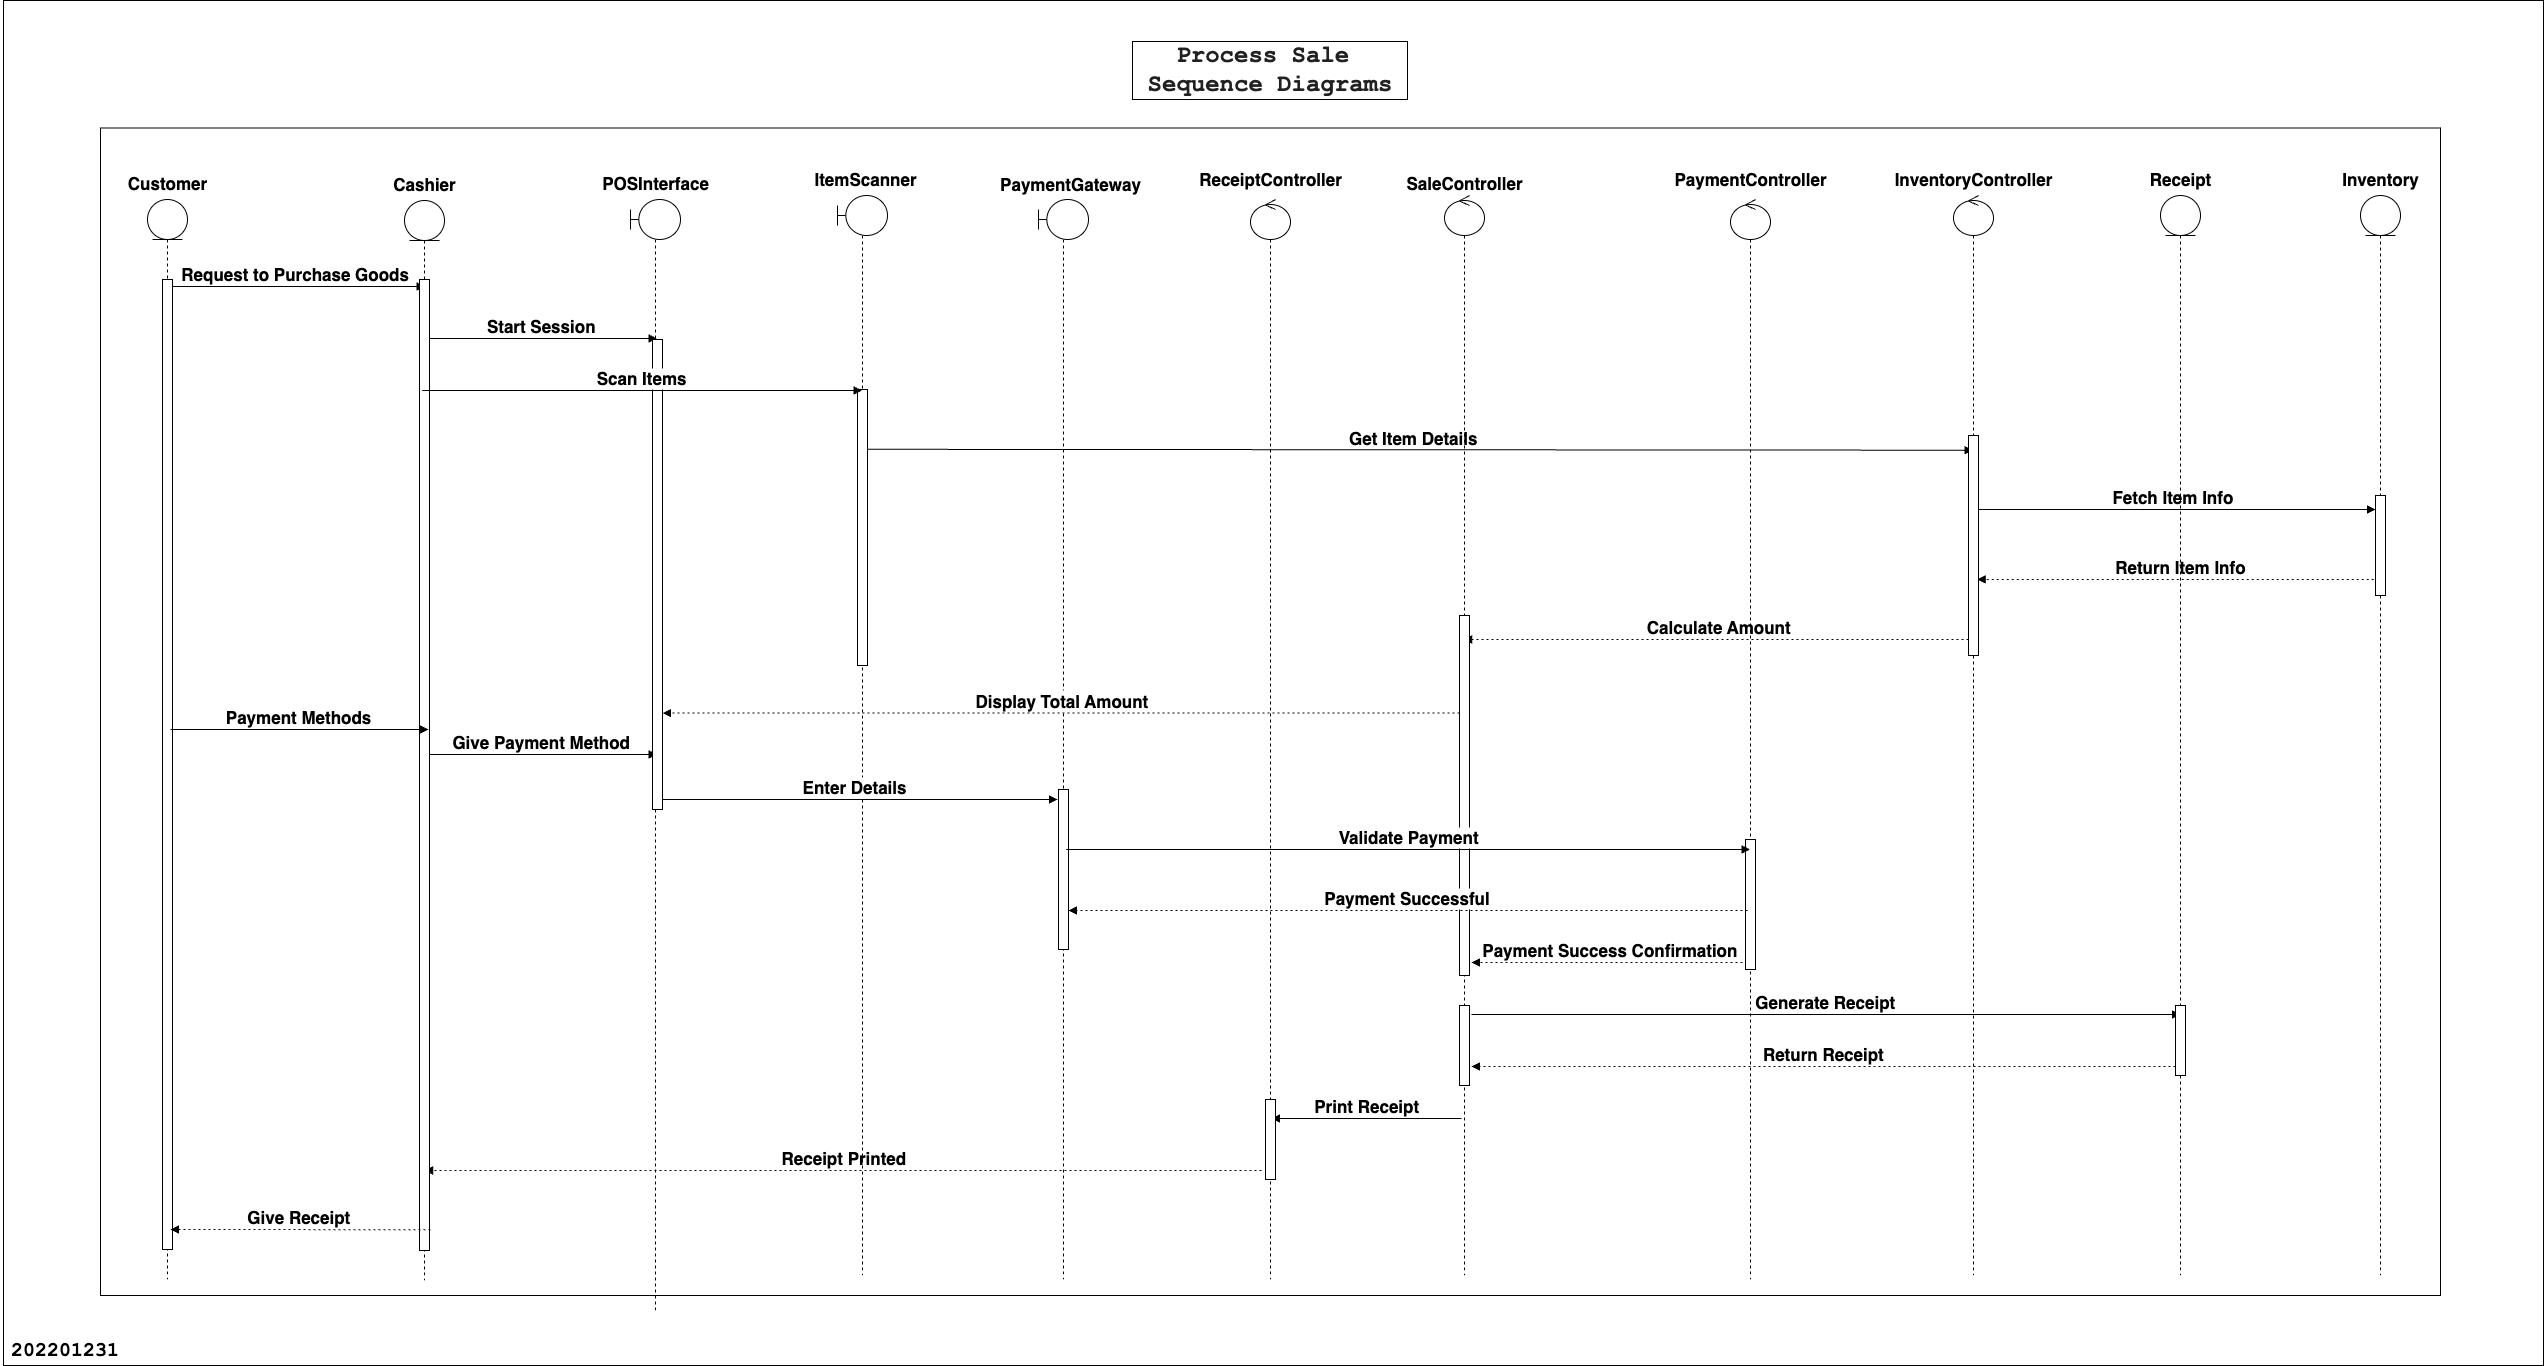 Process Sale
Sequence Diagrams
Customer
Cashier
POSInterface
ItemScanner
PaymentGateway
ReceiptController
SaleController
PaymentController
InventoryController
Receipt
Inventory
Request to Purchase Goods
Start Session
Scan Items
Get Item Details
Fetch Item Info
Return Item Info
Calculate Amount
Display Total Amount
Payment Methods
Give Payment Method
Enter Details
Validate Payment
Payment Successful
Payment Success Confirmation
Generate Receipt
Return Receipt
Print Receipt
Receipt Printed
Give Receipt
202201231